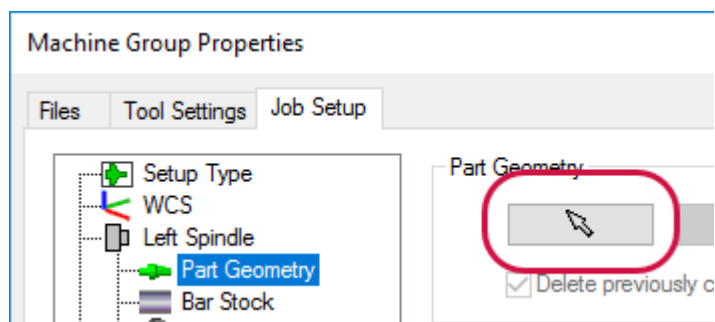 Machine Group Properties
Files Tool Settings Job Setup
Setup Type
WCS
Left Spindle
Part Geometry
Bar Stock
Part Geometry
Delete previously c